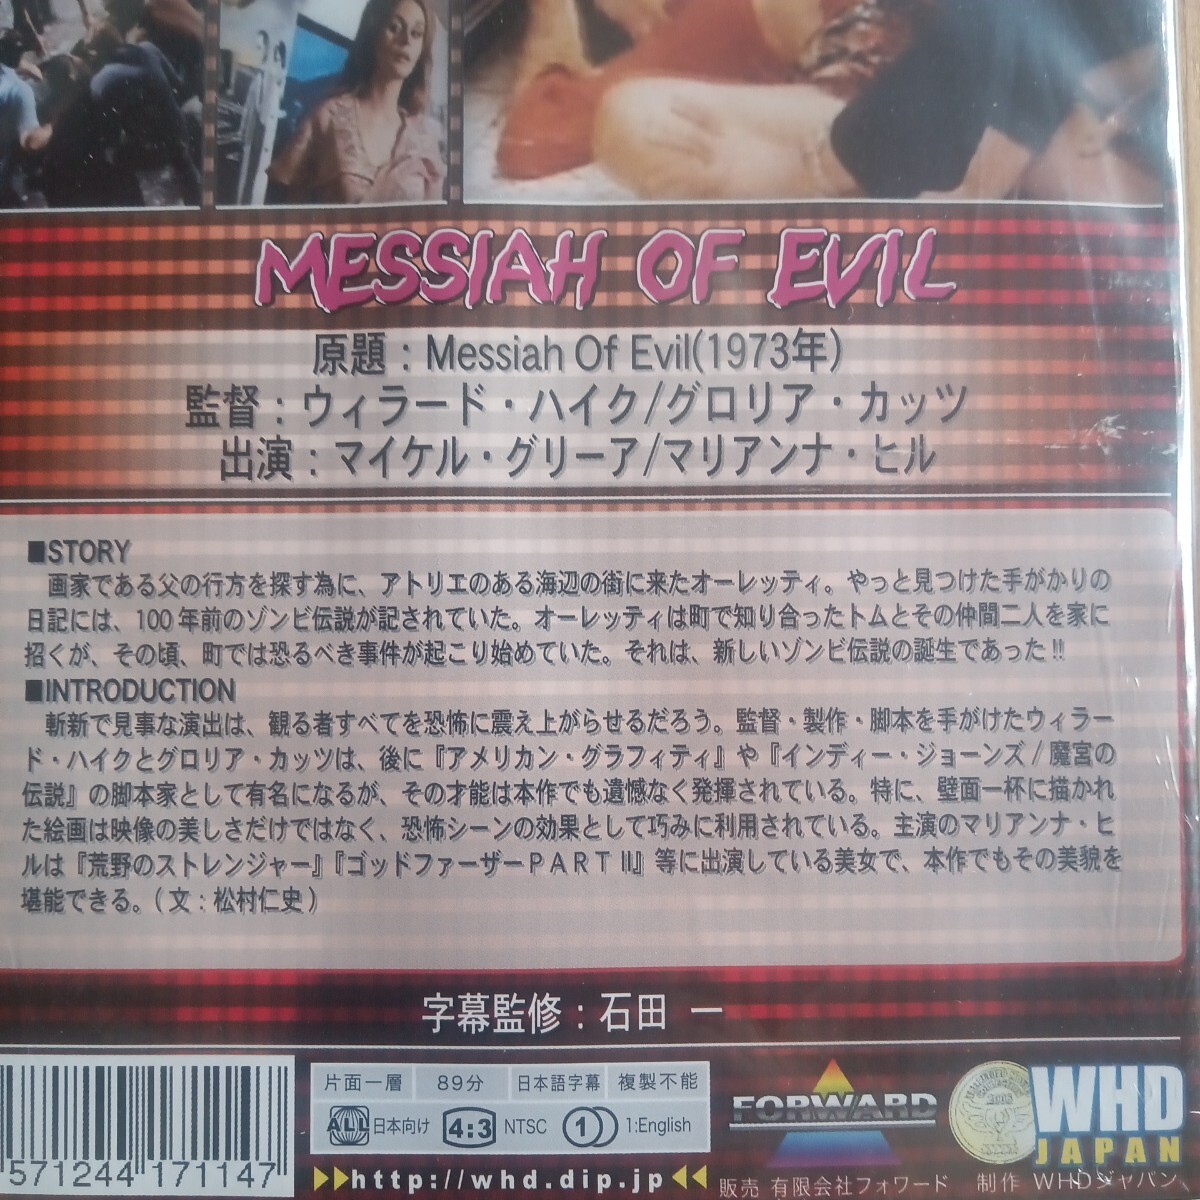 MESSIAH OF EVIL
原題：Messiah Of Evil(1973年)
監督：ウィラード・ハイク/グロリア・カッツ
出演：マイケル・グリーア/マリアンナ・ヒル
■STORY
画家である父の行方を探す為に、アトリエのある海辺の街に来たオーレッティ。やっと見つけた手がかりの
日記には、100年前のゾンビ伝説が記されていた。オーレッティは町で知り合ったトムとその仲間二人を家に
招くが、その頃、町では恐るべき事件が起こり始めていた。それは、新しいゾンビ伝説の誕生であった!!
■INTRODUCTION
斬新で見事な演出は、観る者すべてを恐怖に震え上がらせるだろう。監督・製作・脚本を手がけたウィラー
ド・ハイクとグロリア・カッツは、後に『アメリカン・グラフィティ』や『インディー・ジョーンズ/魔宮の
伝説』の脚本家として有名になるが、その才能は本作でも遺憾なく発揮されている。特に、壁面一杯に描かれ
た絵画は映像の美しさだけではなく、恐怖シーンの効果として巧みに利用されている。主演のマリアンナ・ヒ
ルは『荒野のストレンジャー』『ゴッドファーザーPART II』等に出演している美女で、本作でもその美貌を
堪能できる。(文：松村仁史)
字幕監修：石田 一
片面一層 89分 日本語字幕 複製不能
ALL 日本向け 4:3 NTSC 1 1:English
571244 171147
http://whd.dip.jp
FORWARD
2006
WHD
JAPAN
販売 有限会社フォワード 制作 WHDジャパン